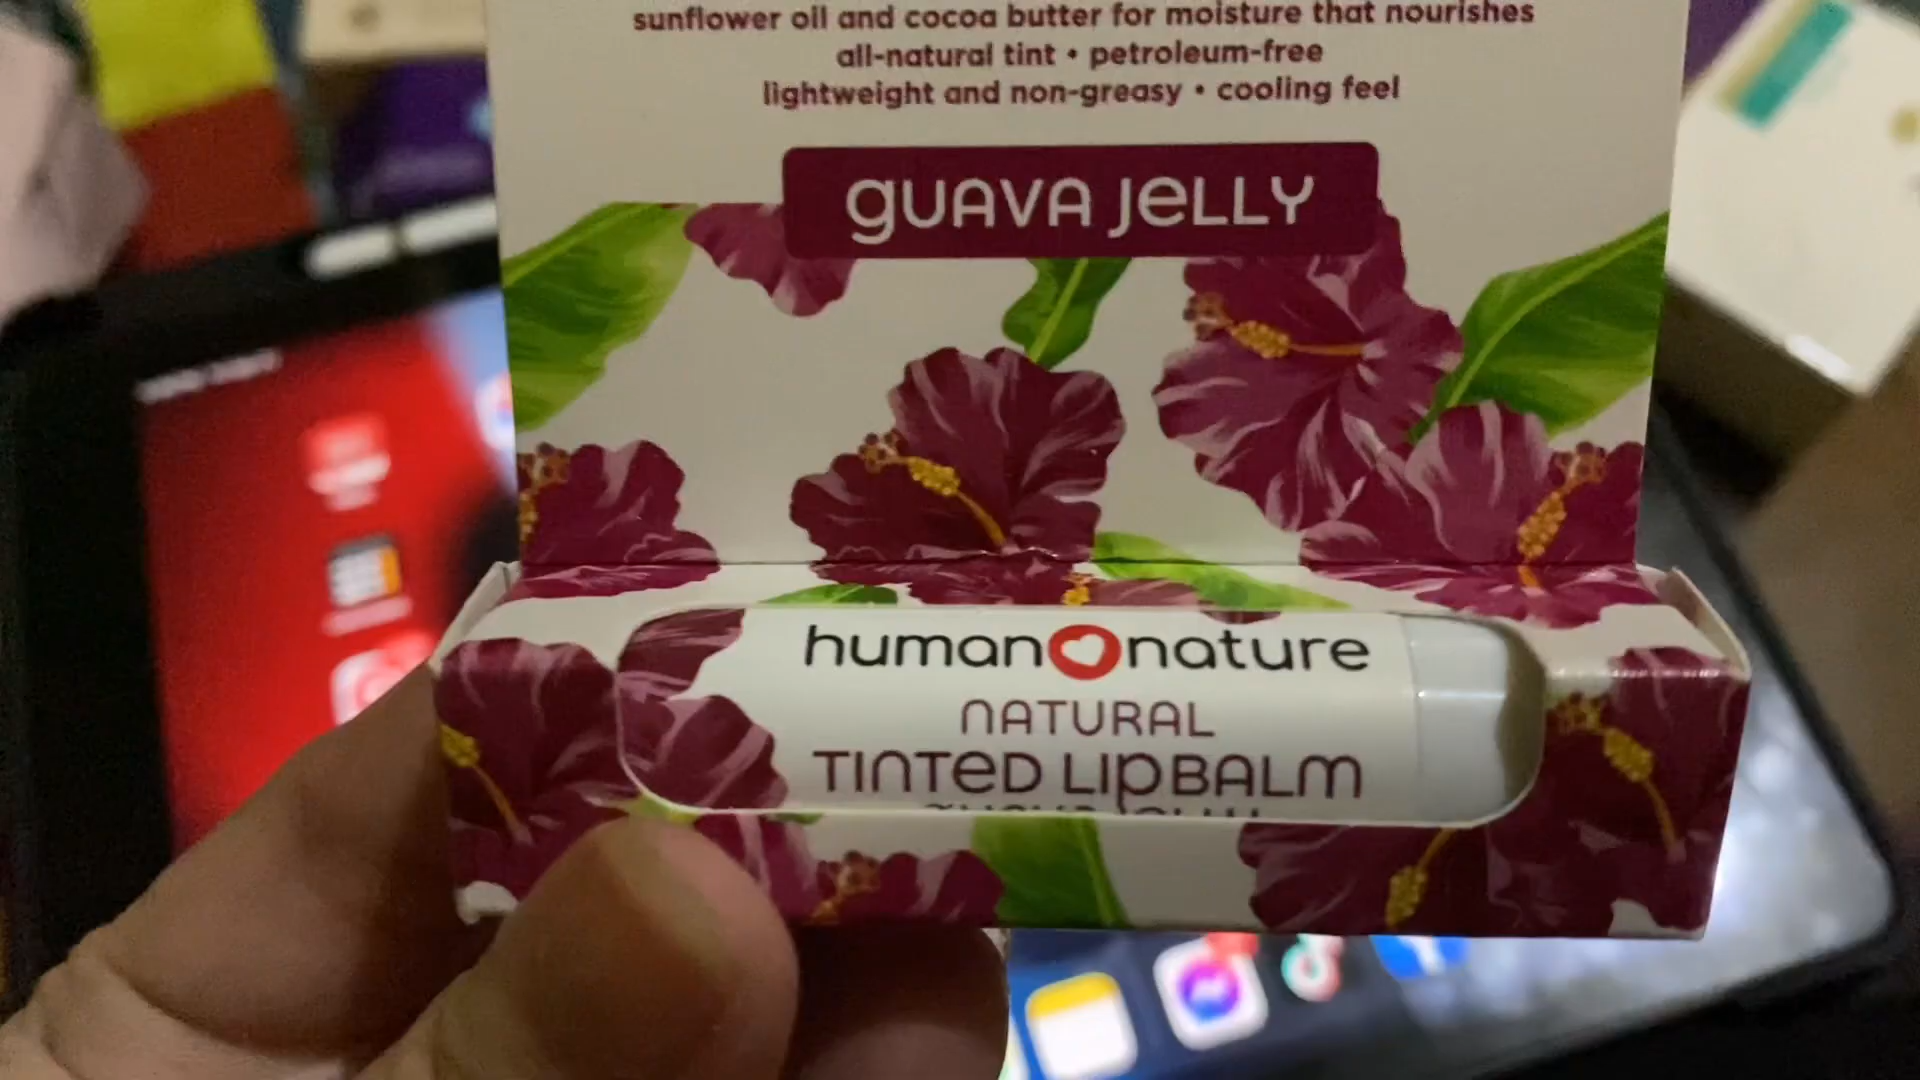 sunflower oil and cocoa butter for moisture that nourishes
all-natural tint • petroleum-free
lightweight and non-greasy • cooling feel
guava jelly
human nature
NATURAL
TINTED LIPBALM